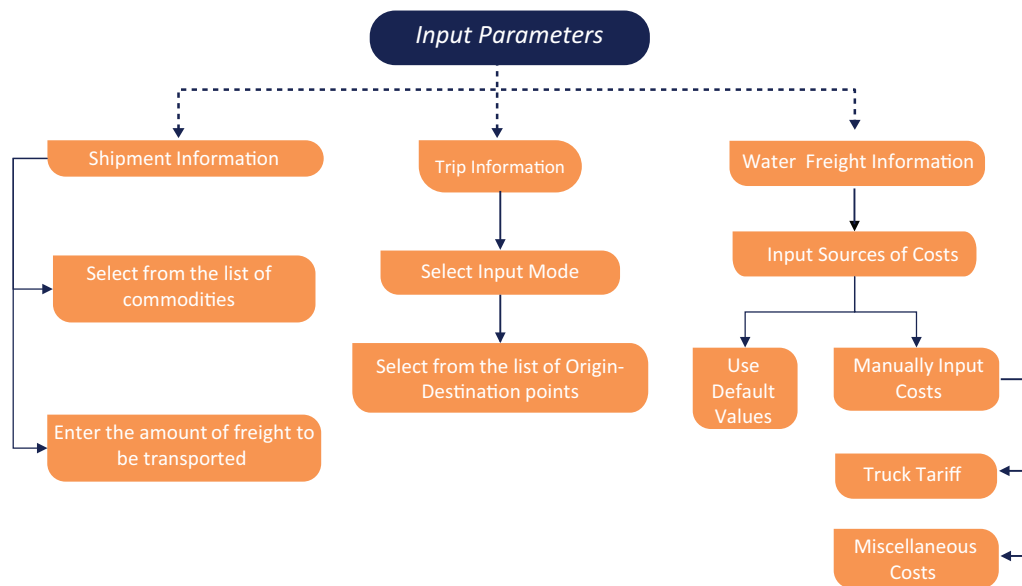 Input Parameters
Shipment Information
Trip Information
Water Freight Information
Select from the list of
commodities
Select Input Mode
Input Sources of Costs
Enter the amount of freight to
be transported
Select from the list of Origin-
Destination points
Use
Default
Values
Manually Input
Costs
Truck Tariff
Miscellaneous
Costs